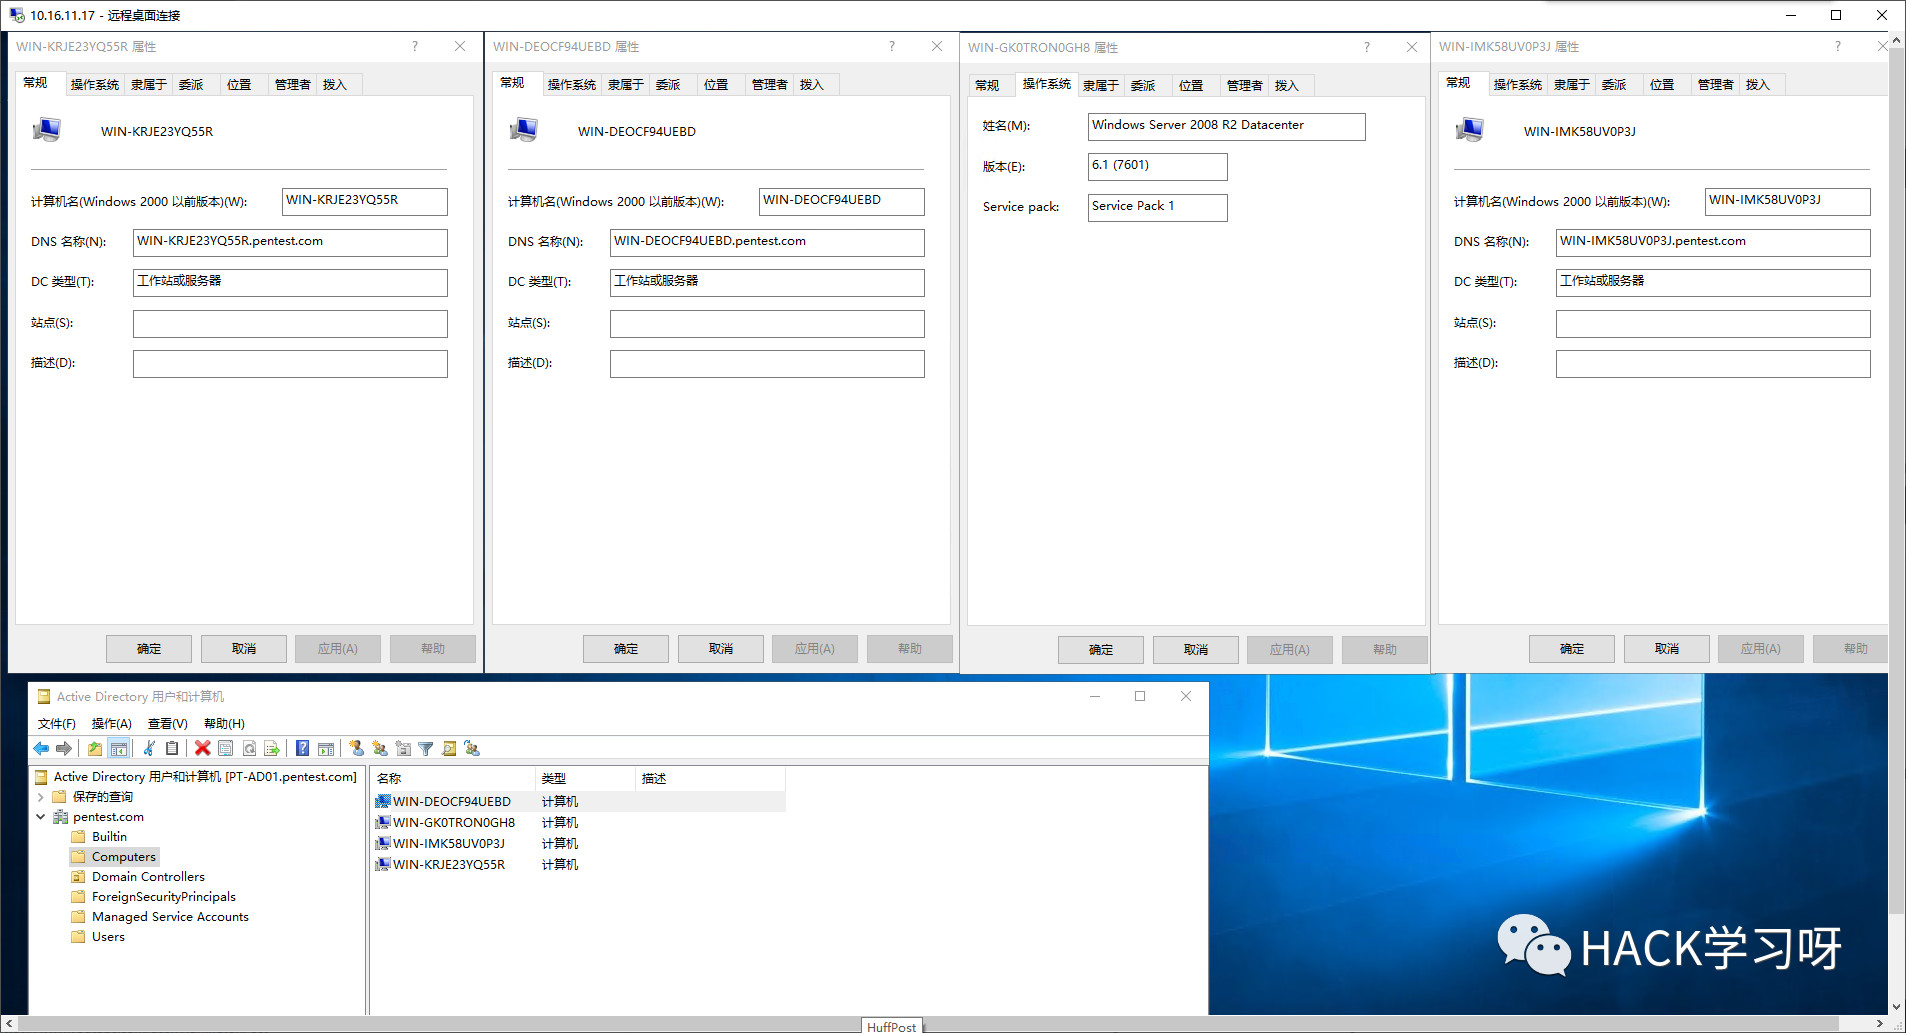 10.16.11.17 - 远程桌面连接
WIN-KRJE23YQ55R 属性
?
常规 操作系统 隶属于 委派 位置 管理者 拨入
WIN-KRJE23YQ55R
计算机名(Windows 2000 以前版本)(W): WIN-KRJE23YQ55R
DNS 名称(N): WIN-KRJE23YQ55R.pentest.com
DC 类型(T): 工作站或服务器
站点(S):
描述(D):
确定 取消 应用(A) 帮助
WIN-DEOCF94UEBD 属性
?
常规 操作系统 隶属于 委派 位置 管理者 拨入
WIN-DEOCF94UEBD
计算机名(Windows 2000 以前版本)(W): WIN-DEOCF94UEBD
DNS 名称(N): WIN-DEOCF94UEBD.pentest.com
DC 类型(T): 工作站或服务器
站点(S):
描述(D):
确定 取消 应用(A) 帮助
WIN-GK0TRON0GH8 属性
?
常规 操作系统 隶属于 委派 位置 管理者 拨入
姓名(M): Windows Server 2008 R2 Datacenter
版本(E): 6.1 (7601)
Service pack: Service Pack 1
确定 取消 应用(A) 帮助
WIN-IMK58UV0P3J 属性
?
常规 操作系统 隶属于 委派 位置 管理者 拨入
WIN-IMK58UV0P3J
计算机名(Windows 2000 以前版本)(W): WIN-IMK58UV0P3J
DNS 名称(N): WIN-IMK58UV0P3J.pentest.com
DC 类型(T): 工作站或服务器
站点(S):
描述(D):
确定 取消 应用(A) 帮助
Active Directory 用户和计算机
文件(F) 操作(A) 查看(V) 帮助(H)
Active Directory 用户和计算机 [PT-AD01.pentest.com]
保存的查询
pentest.com
Builtin
Computers
Domain Controllers
ForeignSecurityPrincipals
Managed Service Accounts
Users
名称 类型 描述
WIN-DEOCF94UEBD 计算机
WIN-GK0TRON0GH8 计算机
WIN-IMK58UV0P3J 计算机
WIN-KRJE23YQ55R 计算机
HACK学习呀
HuffPost